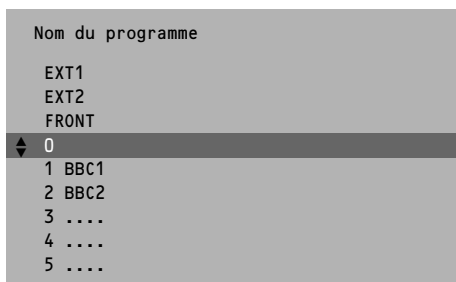 Nom du programme
EXT1
EXT2
FRONT
0
1 BBC1
2 BBC2
3 ....
4 ....
5 ....